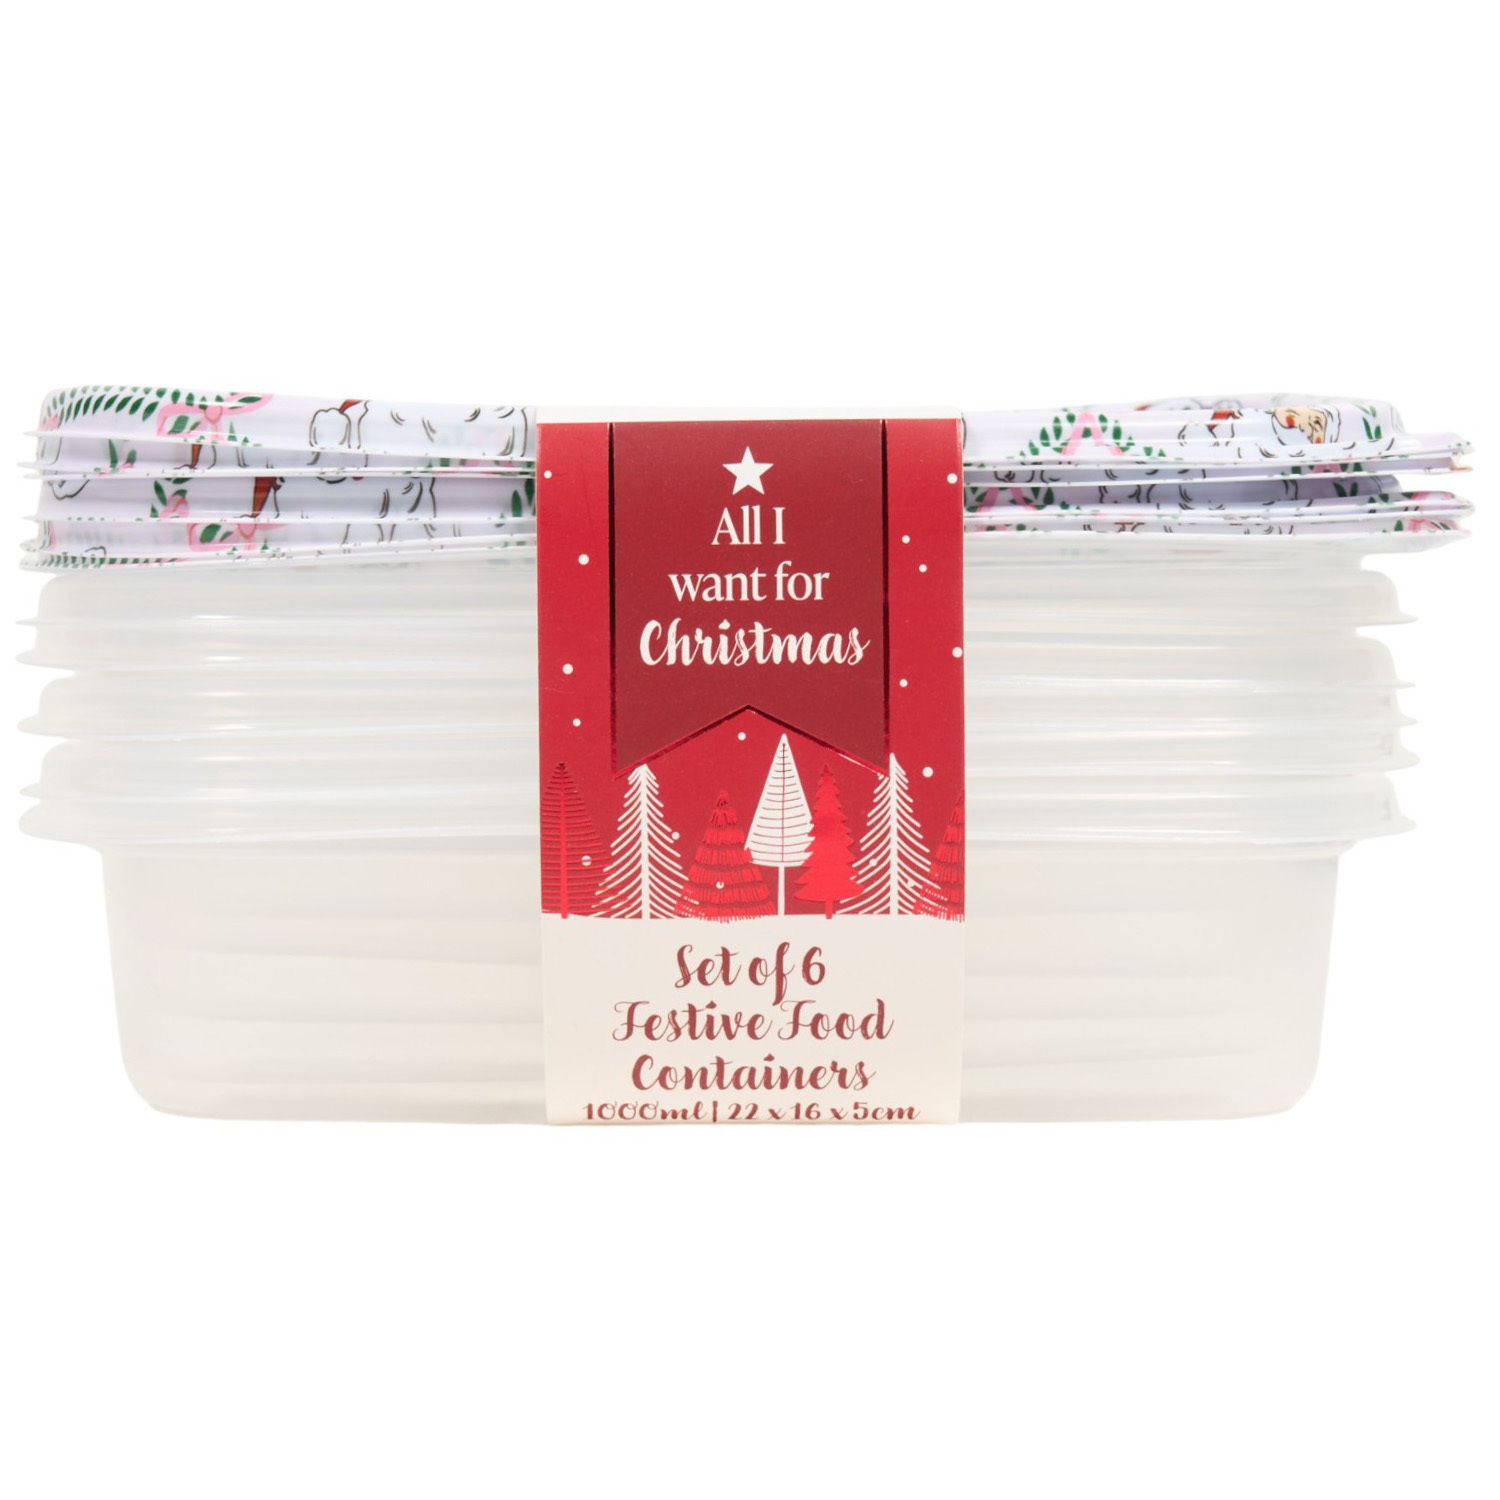 All I
want for
Christmas
Set of 6
Festive Food
Containers
1000ml | 22 x 16 x 5cm